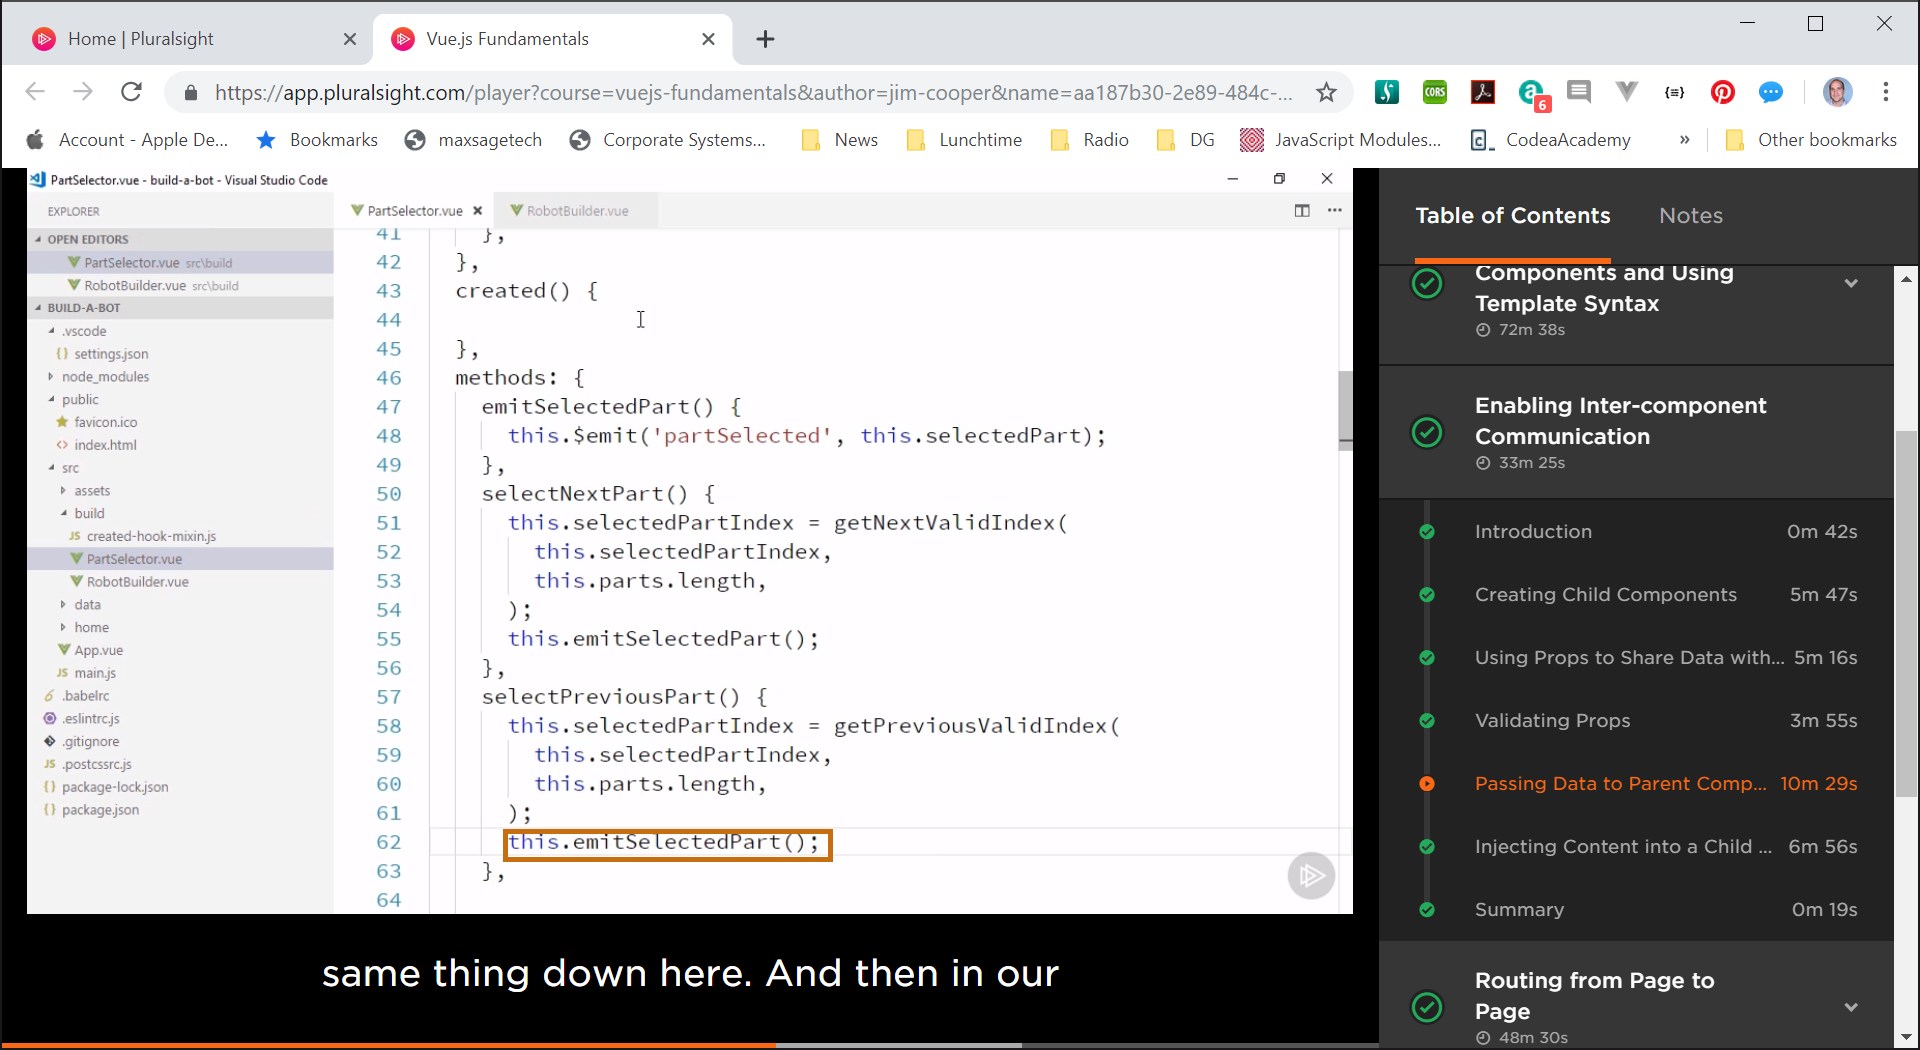 Home | Pluralsight
Vue.js Fundamentals
https://app.pluralsight.com/player?course=vuejs-fundamentals&author=jim-cooper&name=aa187b30-2e89-484c-...
CORS
6
Account - Apple De...
Bookmarks
maxsagetech
Corporate Systems...
News
Lunchtime
Radio
DG
JavaScript Modules...
CodeaAcademy
»
Other bookmarks
PartSelector.vue - build-a-bot - Visual Studio Code
EXPLORER
OPEN EDITORS
PartSelector.vue src\build
RobotBuilder.vue src\build
BUILD-A-BOT
.vscode
{} settings.json
node_modules
public
favicon.ico
<> index.html
src
assets
build
JS created-hook-mixin.js
PartSelector.vue
RobotBuilder.vue
data
home
App.vue
JS main.js
.babelrc
.eslintrc.js
.gitignore
JS .postcssrc.js
{} package-lock.json
{} package.json
PartSelector.vue
RobotBuilder.vue
41 },
42 },
43 created() {
44
45 },
46 methods: {
47 emitSelectedPart() {
48 this.$emit('partSelected', this.selectedPart);
49 },
50 selectNextPart() {
51 this.selectedPartIndex = getNextValidIndex(
52 this.selectedPartIndex,
53 this.parts.length,
54 );
55 this.emitSelectedPart();
56 },
57 selectPreviousPart() {
58 this.selectedPartIndex = getPreviousValidIndex(
59 this.selectedPartIndex,
60 this.parts.length,
61 );
62 this.emitSelectedPart();
63 },
64
same thing down here. And then in our
Table of Contents
Notes
Components and Using
Template Syntax
72m 38s
Enabling Inter-component
Communication
33m 25s
Introduction 0m 42s
Creating Child Components 5m 47s
Using Props to Share Data with... 5m 16s
Validating Props 3m 55s
Passing Data to Parent Comp... 10m 29s
Injecting Content into a Child ... 6m 56s
Summary 0m 19s
Routing from Page to
Page
48m 30s